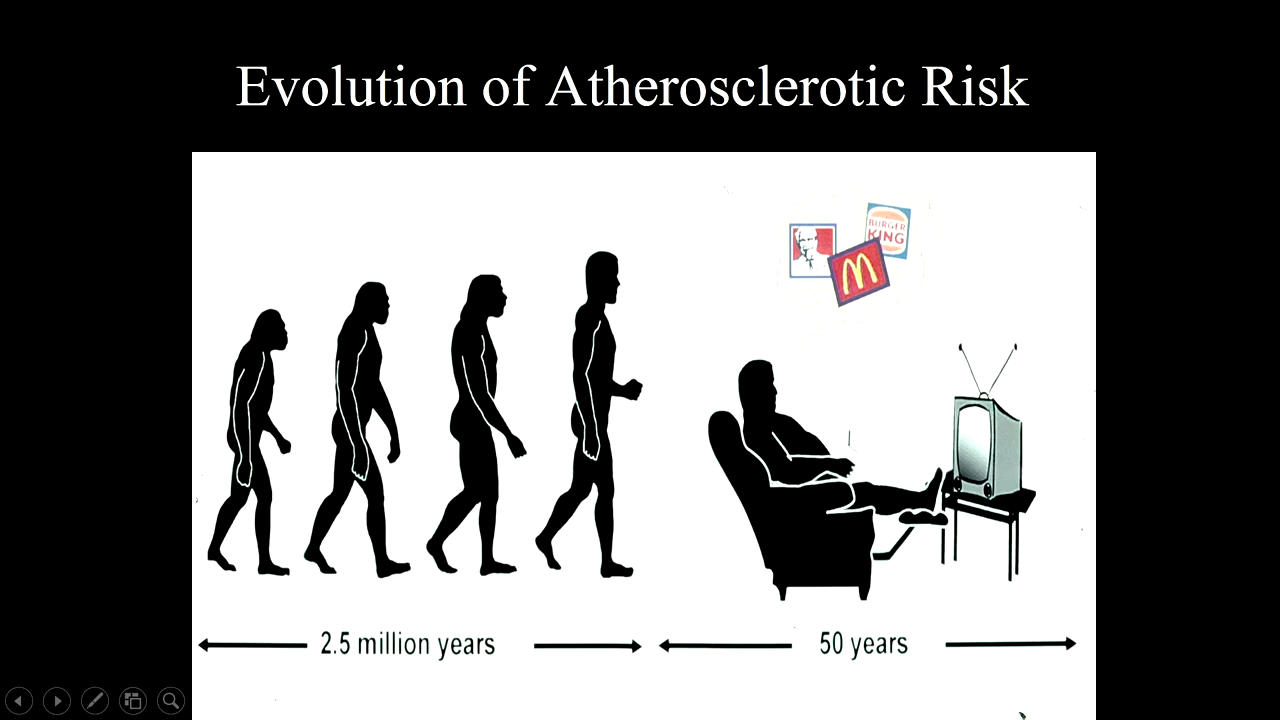 Evolution of Atherosclerotic Risk
BURGER
KING
2.5 million years
50 years